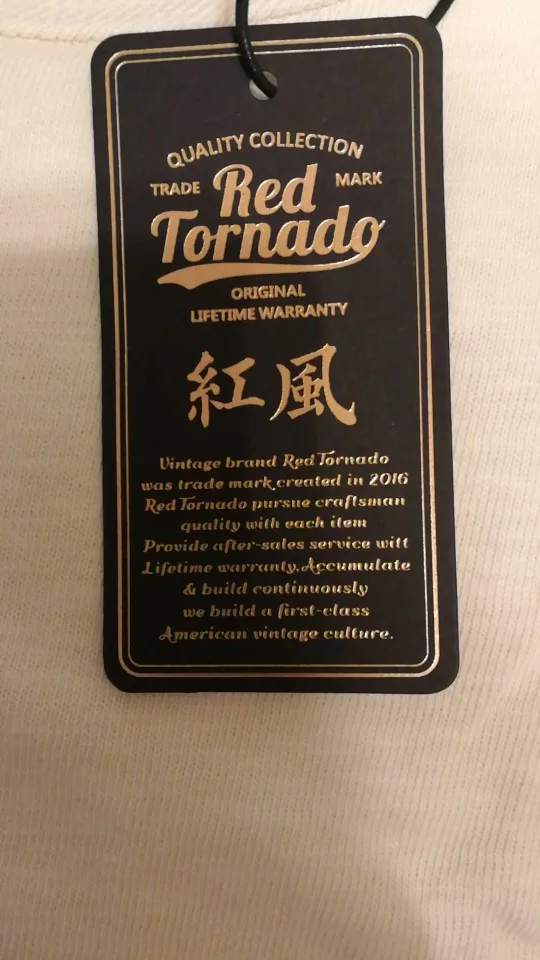 QUALITY COLLECTION
TRADE Red MARK
Tornado
ORIGINAL
LIFETIME WARRANTY
紅風
Vintage brand Red Tornado
was trade mark,created in 2016
Red Tornado pursue craftsman
quality with each item
Provide after-sales service witt
Lifetime warranty.Accumulate
& build continuously
we build a first-class
American vintage culture.